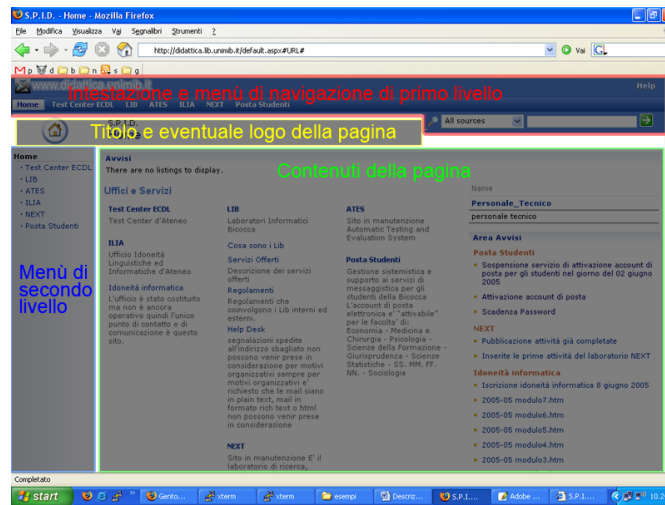 S.P.I.D. - Home - Mozilla Firefox
File Modifica Visualizza Vai Segnalibri Strumenti ?
http://didattica.lib.unimib.it/default.aspx#URL# Vai
p d b n s g
www.didattica.unimib.it Help
Intestazione e menù di navigazione di primo livello
Home Test Center ECDL LIB ATES ILIA NEXT Posta Studenti
S.P.I.D. All sources
Titolo e eventuale logo della pagina
Home
· Test Center ECDL
· LIB
· ATES
· ILIA
· NEXT
· Posta Studenti
Menù di
secondo
livello
Avvisi
There are no listings to display.
Contenuti della pagina
Uffici e Servizi
Test Center ECDL
Test Center d'Ateneo
ILIA
Ufficio Idoneità
Linguistiche ed
Informatiche d'Ateneo
Idoneità informatica
L'ufficio è stato costituito
ma non è ancora
operativo quindi l'unico
punto di contatto e di
comunicazione è questo
sito.
LIB
Laboratori Informatici
Bicocca
Cosa sono i Lib
Servizi Offerti
Descrizione dei servizi
offerti
Regolamenti
Regolamenti che
coinvolgono i Lib interni ed
esterni.
Help Desk
segnalazioni spedite
all'indirizzo sbagliato non
possono venir prese in
considerazione per motivi
organizzativi sempre per
motivi organizzativi e'
richiesto che le mail siano
in plain text, mail in
formato rich text o html
non possono venir prese
in considerazione
NEXT
Sito in manutenzione E' il
laboratorio di ricerca,
ATES
Sito in manutenzione
Automatic Testing and
Evaluation System
Posta Studenti
Gestione sistemistica e
supporto ai servizi di
messaggistica per gli
studenti della Bicocca
L'account di posta
elettronica e' "attivabile"
per le facolta' di:
Economia - Medicina e
Chirurgia - Psicologia -
Scienze della Formazione -
Giurisprudenza - Scienze
Statistiche - SS. MM. FF.
NN. - Sociologia
Name
Personale_Tecnico
personale tecnico
Area Avvisi
Posta Studenti
Sospensione servizio di attivazione account di
posta per gli studenti nel giorno del 02 giugno
2005
Attivazione account di posta
Scadenza Password
NEXT
Pubblicazione attività già completate
Inserite le prime attività del laboratorio NEXT
Idoneità informatica
Iscrizione idoneità informatica 8 giugno 2005
2005-05 modulo7.htm
2005-05 modulo6.htm
2005-05 modulo5.htm
2005-05 modulo4.htm
2005-05 modulo3.htm
Completato
start Gento... xterm xterm esempi Descriz... S.P.I.... Adobe ... S.P.I....